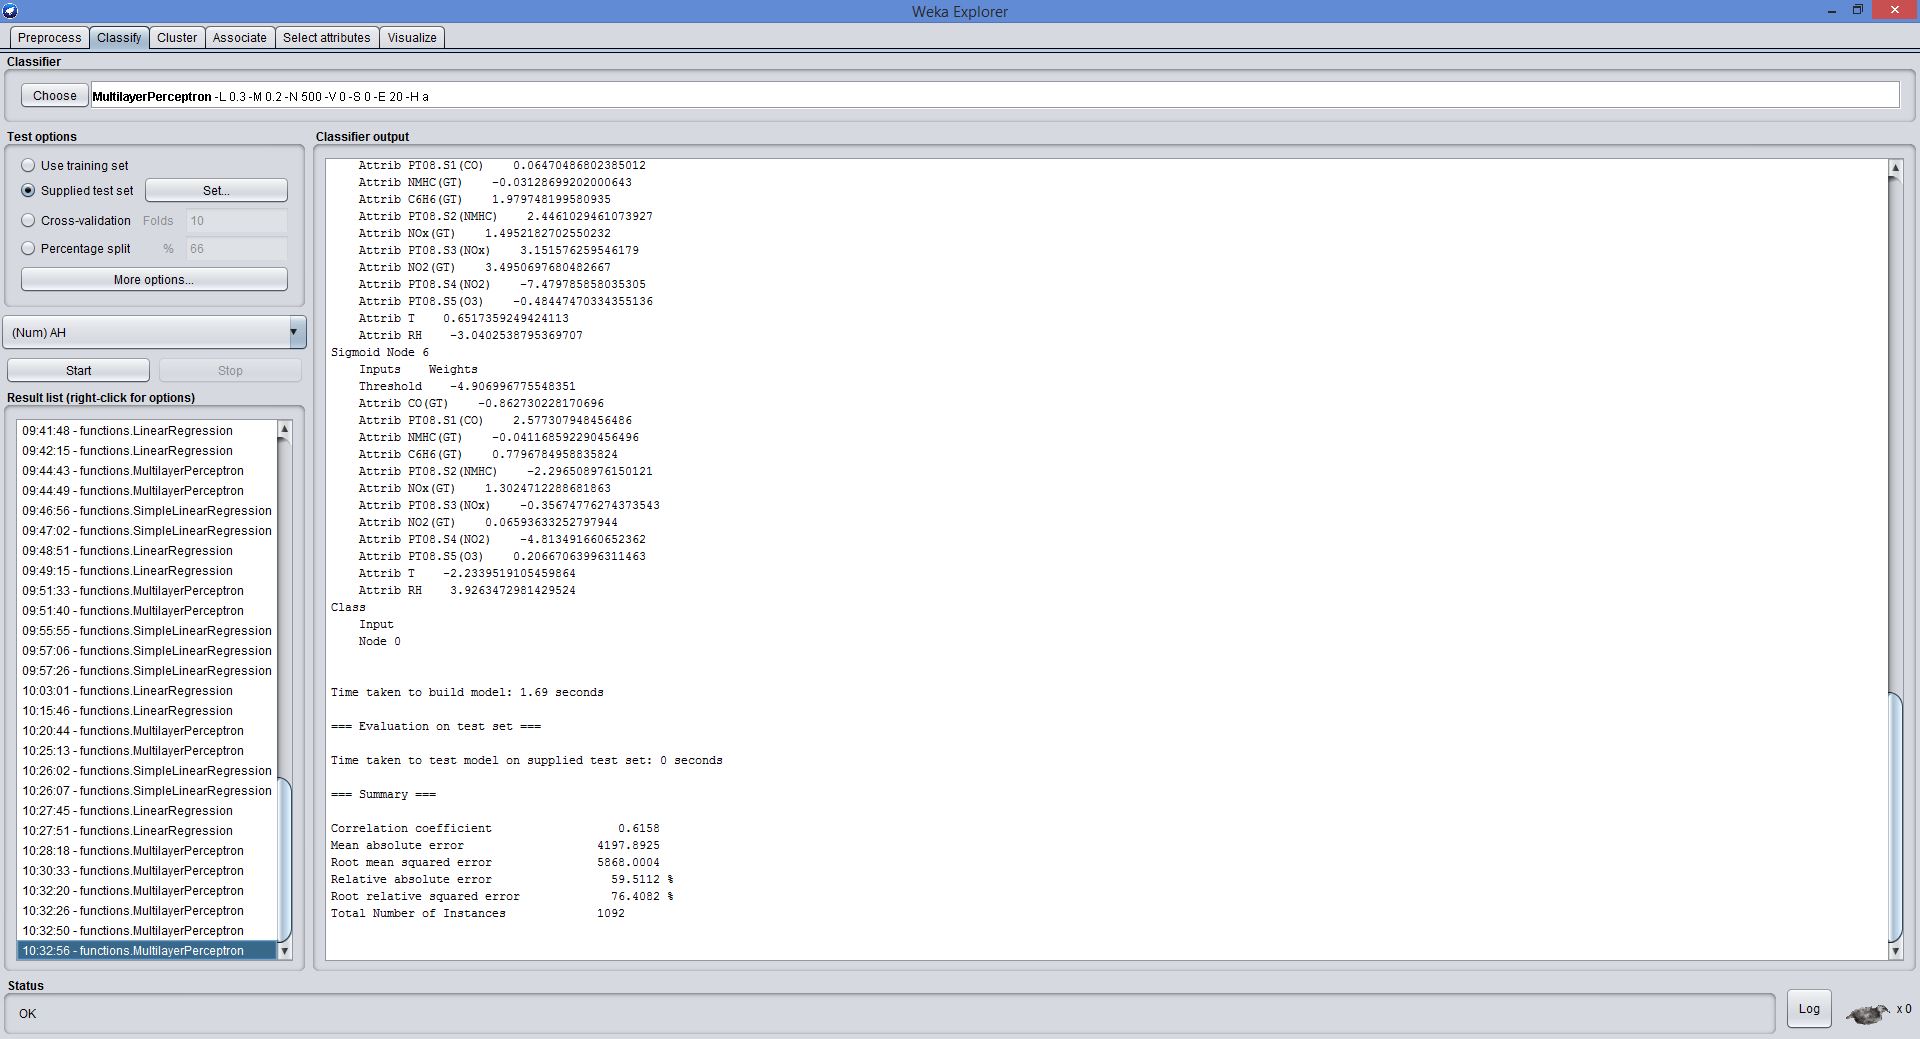 Weka Explorer
Preprocess Classify Cluster Associate Select attributes Visualize
Classifier
Choose MultilayerPerceptron -L 0.3 -M 0.2 -N 500 -V 0 -S 0 -E 20 -H a
Test options
Use training set
Supplied test set Set...
Cross-validation Folds 10
Percentage split % 66
More options...
(Num) AH
Start Stop
Result list (right-click for options)
09:41:48 - functions.LinearRegression
09:42:15 - functions.LinearRegression
09:44:43 - functions.MultilayerPerceptron
09:44:49 - functions.MultilayerPerceptron
09:46:56 - functions.SimpleLinearRegression
09:47:02 - functions.SimpleLinearRegression
09:48:51 - functions.LinearRegression
09:49:15 - functions.LinearRegression
09:51:33 - functions.MultilayerPerceptron
09:51:40 - functions.MultilayerPerceptron
09:55:55 - functions.SimpleLinearRegression
09:57:06 - functions.SimpleLinearRegression
09:57:26 - functions.SimpleLinearRegression
10:03:01 - functions.LinearRegression
10:15:46 - functions.LinearRegression
10:20:44 - functions.MultilayerPerceptron
10:25:13 - functions.MultilayerPerceptron
10:26:02 - functions.SimpleLinearRegression
10:26:07 - functions.SimpleLinearRegression
10:27:45 - functions.LinearRegression
10:27:51 - functions.LinearRegression
10:28:18 - functions.MultilayerPerceptron
10:30:33 - functions.MultilayerPerceptron
10:32:20 - functions.MultilayerPerceptron
10:32:26 - functions.MultilayerPerceptron
10:32:50 - functions.MultilayerPerceptron
10:32:56 - functions.MultilayerPerceptron
Classifier output
Attrib PT08.S1(CO) 0.06470486802385012
Attrib NMHC(GT) -0.03128699202000643
Attrib C6H6(GT) 1.979748199580935
Attrib PT08.S2(NMHC) 2.4461029461073927
Attrib NOx(GT) 1.4952182702550232
Attrib PT08.S3(NOx) 3.151576259546179
Attrib NO2(GT) 3.4950697680482667
Attrib PT08.S4(NO2) -7.479785858035305
Attrib PT08.S5(O3) -0.48447470334355136
Attrib T 0.6517359249424113
Attrib RH -3.0402538795369707
Sigmoid Node 6
Inputs Weights
Threshold -4.906996775548351
Attrib CO(GT) -0.862730228170696
Attrib PT08.S1(CO) 2.577307948456486
Attrib NMHC(GT) -0.041168592290456496
Attrib C6H6(GT) 0.7796784958835824
Attrib PT08.S2(NMHC) -2.296508976150121
Attrib NOx(GT) 1.3024712288681863
Attrib PT08.S3(NOx) -0.35674776274373543
Attrib NO2(GT) 0.06593633252797944
Attrib PT08.S4(NO2) -4.813491660652362
Attrib PT08.S5(O3) 0.20667063996311463
Attrib T -2.2339519105459864
Attrib RH 3.9263472981429524
Class
Input
Node 0
Time taken to build model: 1.69 seconds
=== Evaluation on test set ===
Time taken to test model on supplied test set: 0 seconds
=== Summary ===
Correlation coefficient 0.6158
Mean absolute error 4197.8925
Root mean squared error 5868.0004
Relative absolute error 59.5112 %
Root relative squared error 76.4082 %
Total Number of Instances 1092
Status
OK
Log x 0